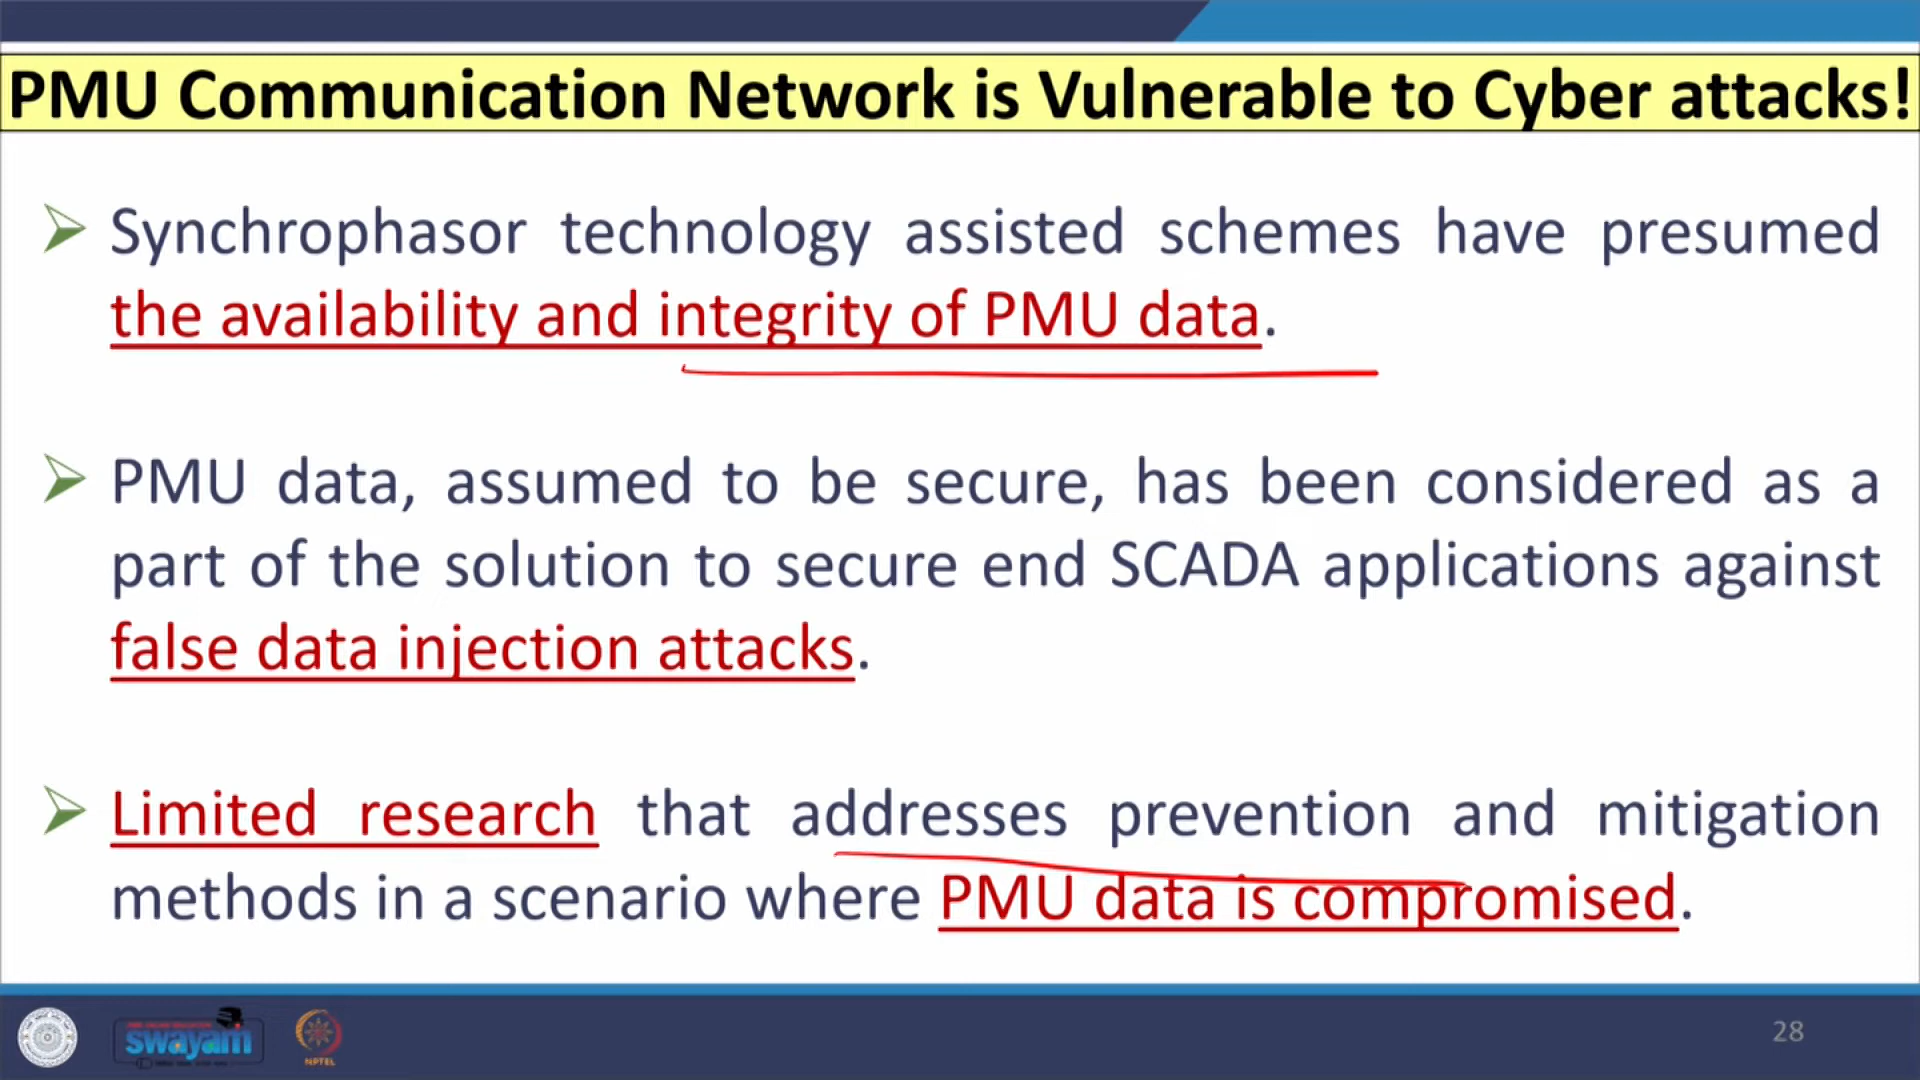 PMU Communication Network is Vulnerable to Cyber attacks!
Synchrophasor technology assisted schemes have presumed
the availability and integrity of PMU data.
PMU data, assumed to be secure, has been considered as a
part of the solution to secure end SCADA applications against
false data injection attacks.
Limited research that addresses prevention and mitigation
methods in a scenario where PMU data is compromised.
swayam
NPTEL
28